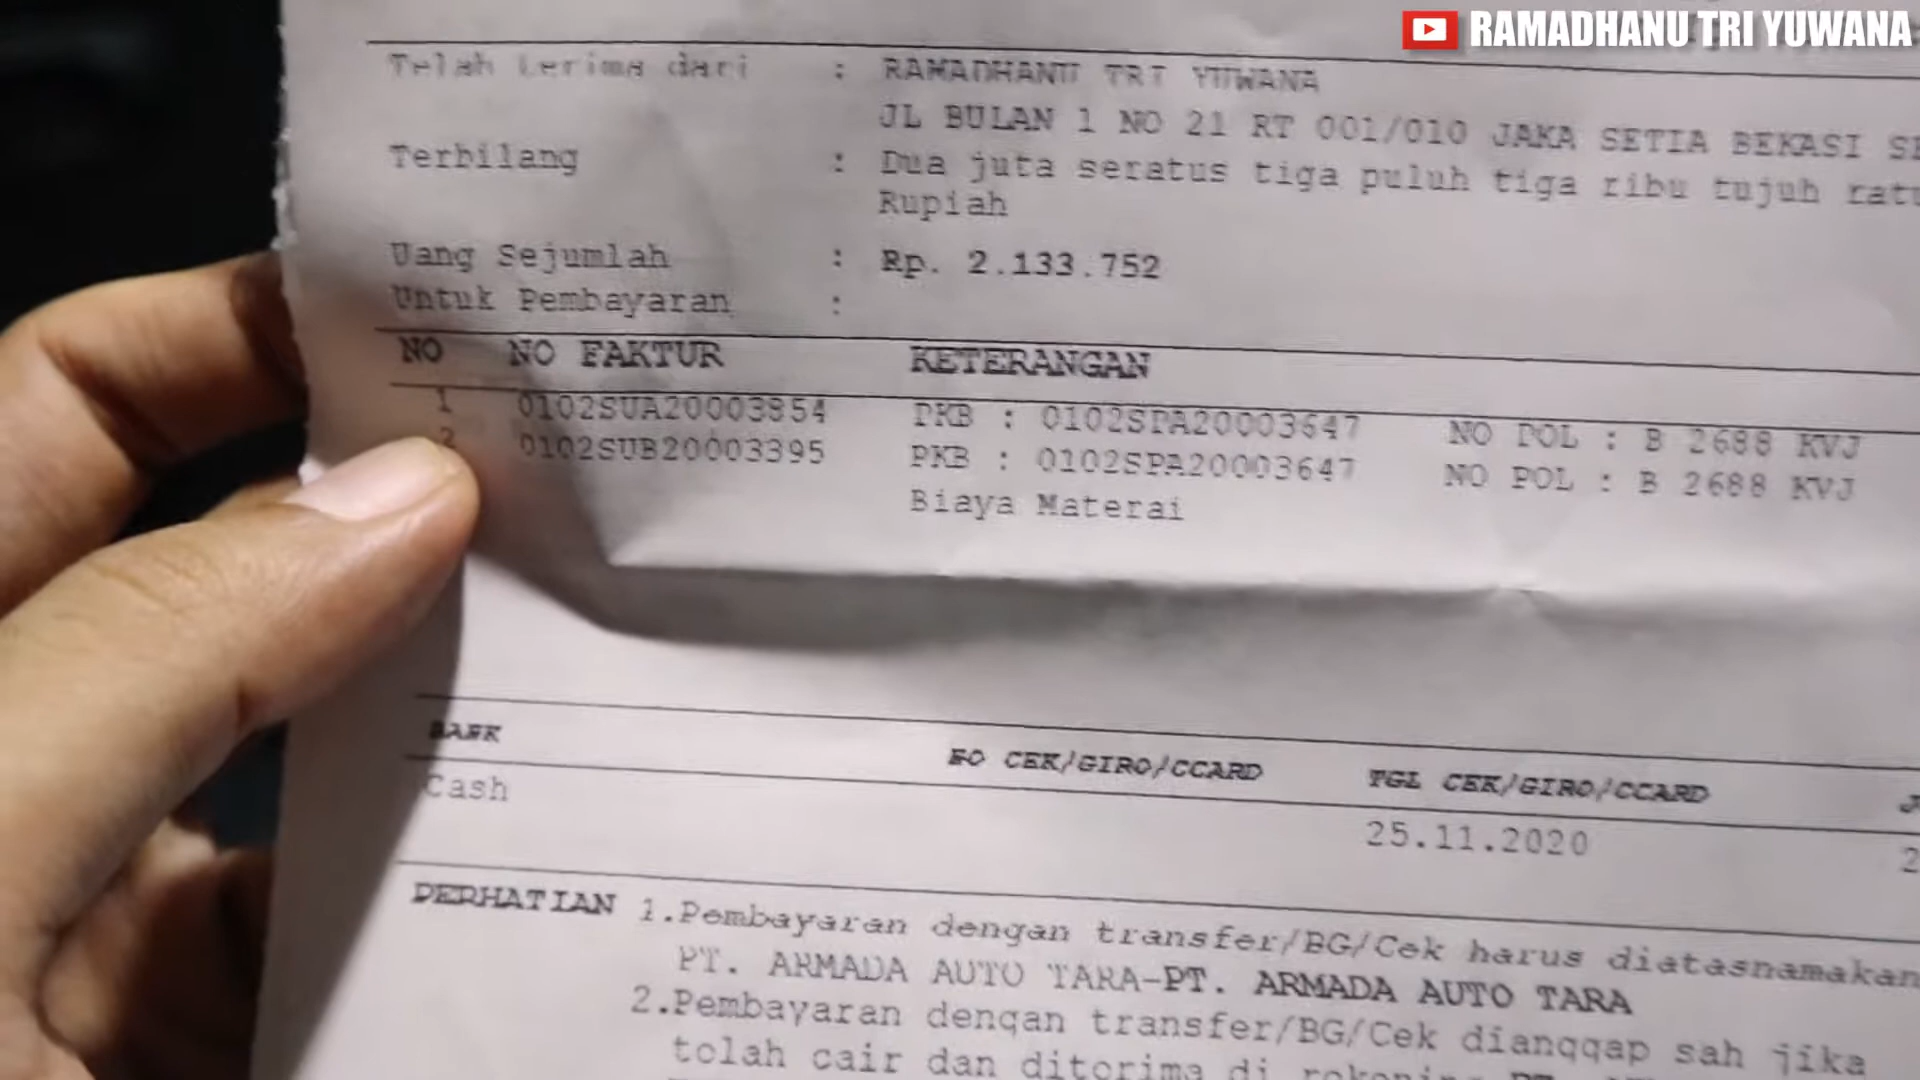 RAMADHANU TRI YUWANA
Telah terima dari : RAMADHANU TRI YUWANA
JL BULAN 1 NO 21 RT 001/010 JAKA SETIA BEKASI
Terbilang : Dua juta seratus tiga puluh tiga ribu tujuh
Rupiah
Uang Sejumlah : Rp. 2.133.752
Untuk Pembayaran :
NO NO FAKTUR KETERANGAN
1 0102SUA20003854 PKB : 0102SPA20003647 NO POL : B 2688 KVJ
2 0102SUB20003395 PKB : 0102SPA20003647 NO POL : B 2688 KVJ
Biaya Materai
BANK NO CEK/GIRO/CCARD TGL CEK/GIRO/CCARD
Cash 25.11.2020
PERHATIAN 1.Pembayaran dengan transfer/BG/Cek harus diatasnamakan
PT. ARMADA AUTO TARA-PT. ARMADA AUTO TARA
2.Pembayaran dengan transfer/BG/Cek dianggap sah jika
telah cair dan diterima di rekening PT.